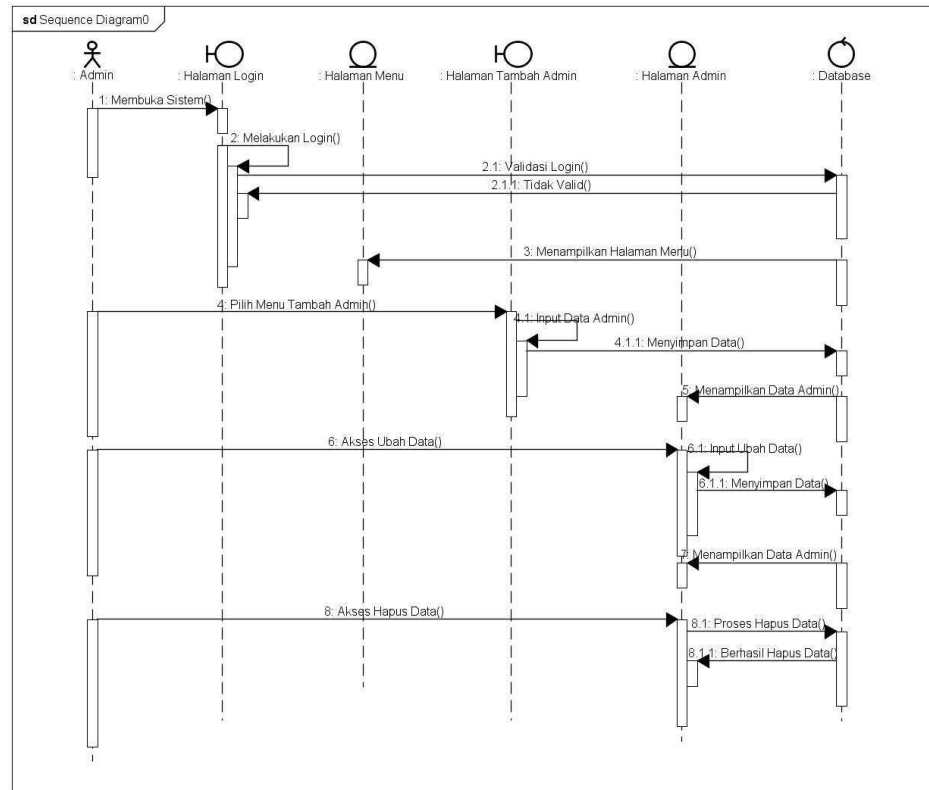 sd Sequence Diagram0
: Admin
: Halaman Login
: Halaman Menu
: Halaman Tambah Admin
: Halaman Admin
: Database
1: Membuka Sistem()
2: Melakukan Login()
2.1: Validasi Login()
2.1.1: Tidak Valid()
3: Menampilkan Halaman Menu()
4: Pilih Menu Tambah Admin()
4.1: Input Data Admin()
4.1.1: Menyimpan Data()
5: Menampilkan Data Admin()
6: Akses Ubah Data()
6.1: Input Ubah Data()
6.1.1: Menyimpan Data()
7: Menampilkan Data Admin()
8: Akses Hapus Data()
8.1: Proses Hapus Data()
8.1.1: Berhasil Hapus Data()